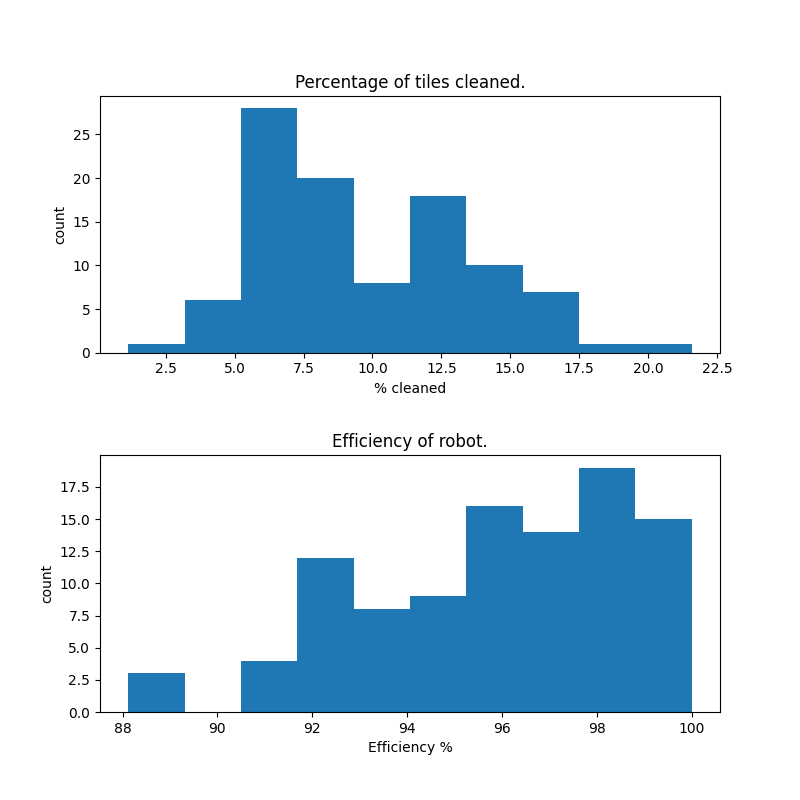 Percentage of tiles cleaned.
25
20
15
10
5
0
count
2.5 5.0 7.5 10.0 12.5 15.0 17.5 20.0 22.5
% cleaned
Efficiency of robot.
17.5
15.0
12.5
10.0
7.5
5.0
2.5
0.0
count
88 90 92 94 96 98 100
Efficiency %